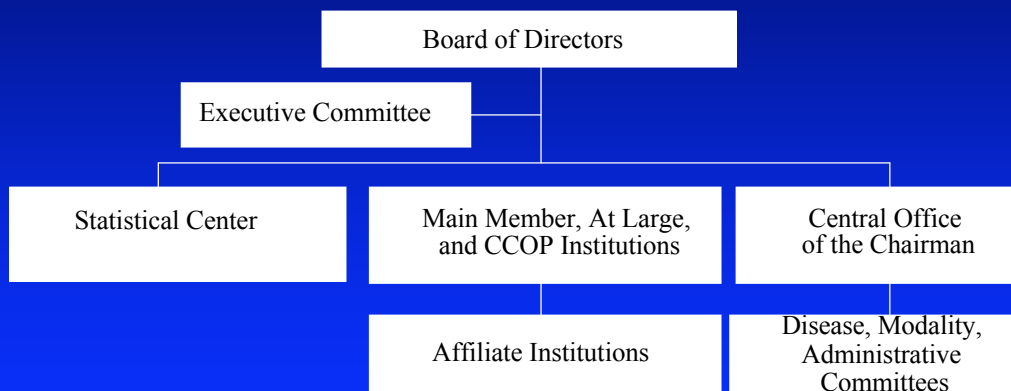 Board of Directors
Executive Committee
Statistical Center
Main Member, At Large,
and CCOP Institutions
Central Office
of the Chairman
Affiliate Institutions
Disease, Modality,
Administrative
Committees